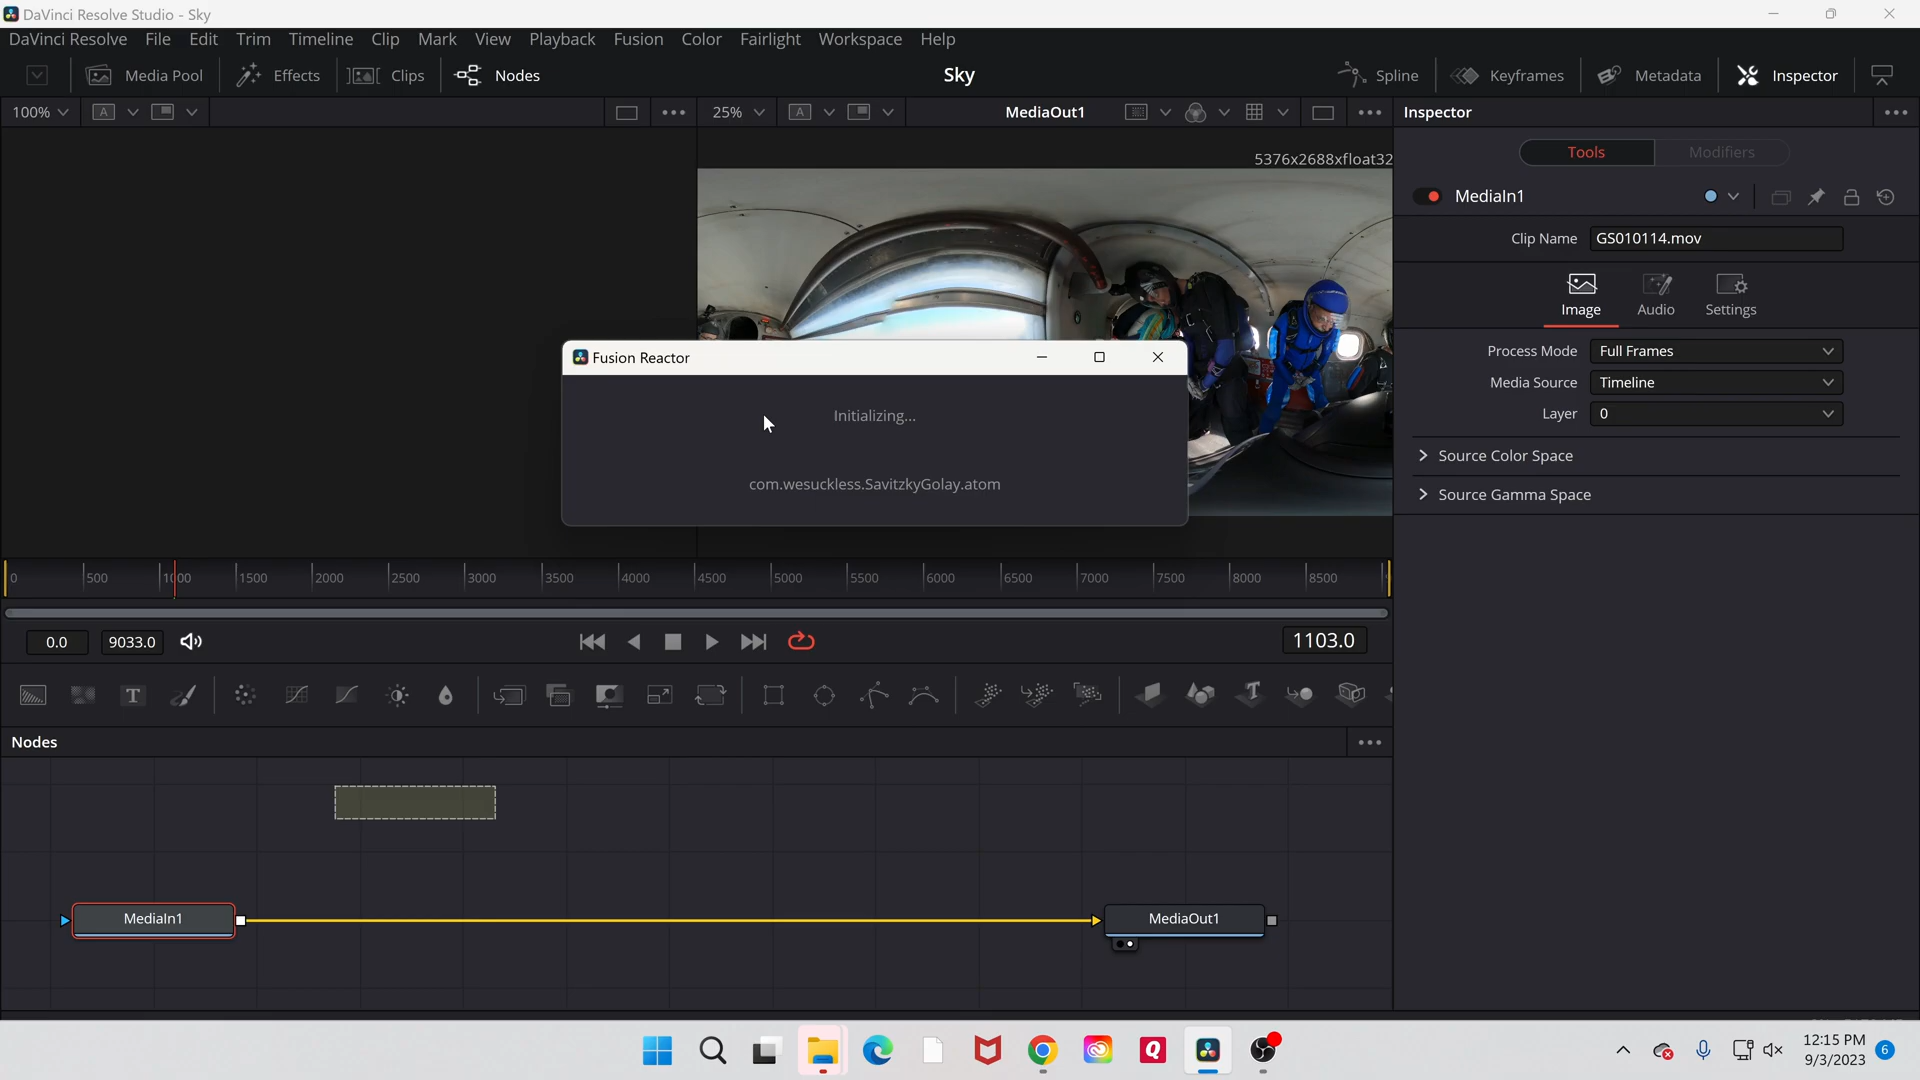 DaVinci Resolve Studio - Sky
DaVinci Resolve File Edit Trim Timeline Clip Mark View Playback Fusion Color Fairlight Workspace Help
Media Pool Effects Clips Nodes Sky Spline Keyframes Metadata Inspector
100% A 25% A MediaOut1 Inspector
5376x2688xfloat32
Tools Modifiers
MediaIn1
Clip Name GS010114.mov
Image Audio Settings
Process Mode Full Frames
Media Source Timeline
Layer 0
Source Color Space
Source Gamma Space
Fusion Reactor
Initializing...
com.wesuckless.SavitzkyGolay.atom
0 500 1000 1500 2000 2500 3000 3500 4000 4500 5000 5500 6000 6500 7000 7500 8000 8500
0.0 9033.0 1103.0
T T
Nodes
MediaIn1 MediaOut1
Q
12:15 PM
9/3/2023 6